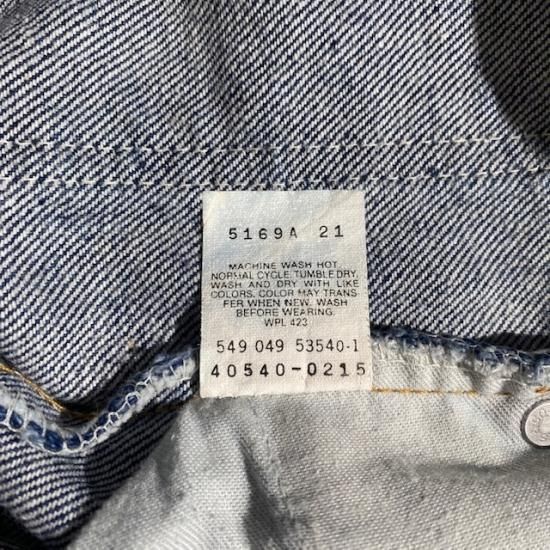 5169A 21
MACHINE WASH HOT,
NORMAL CYCLE. TUMBLE DRY.
WASH AND DRY WITH LIKE
COLORS. COLOR MAY TRANS
FER WHEN NEW. WASH
BEFORE WEARING.
WPL 423
549 049 53540-1
40540-0215